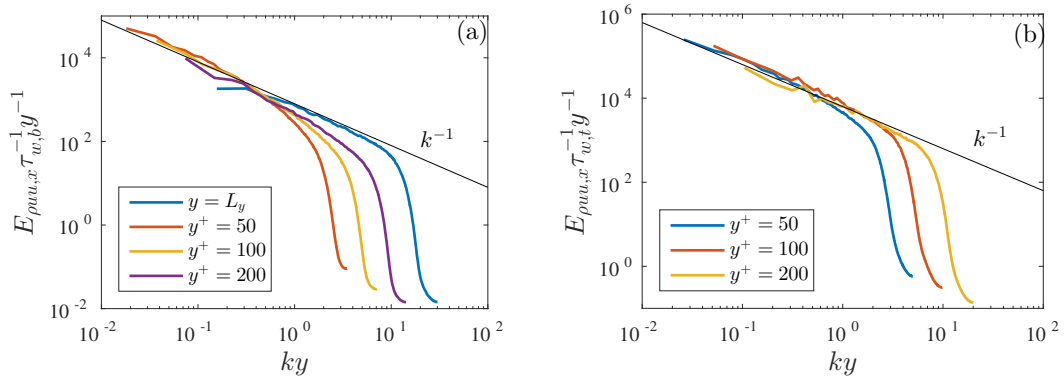 (a)
E_{ρuu,x} τ_{w,b}^{-1} y^{-1}
10^4
10^2
10^0
10^{-2}
k^{-1}
y = L_y
y^+ = 50
y^+ = 100
y^+ = 200
10^{-2} 10^{-1} 10^0 10^1 10^2
ky
(b)
E_{ρuu,x} τ_{w,t}^{-1} y^{-1}
10^6
10^4
10^2
10^0
k^{-1}
y^+ = 50
y^+ = 100
y^+ = 200
10^{-2} 10^{-1} 10^0 10^1 10^2
ky